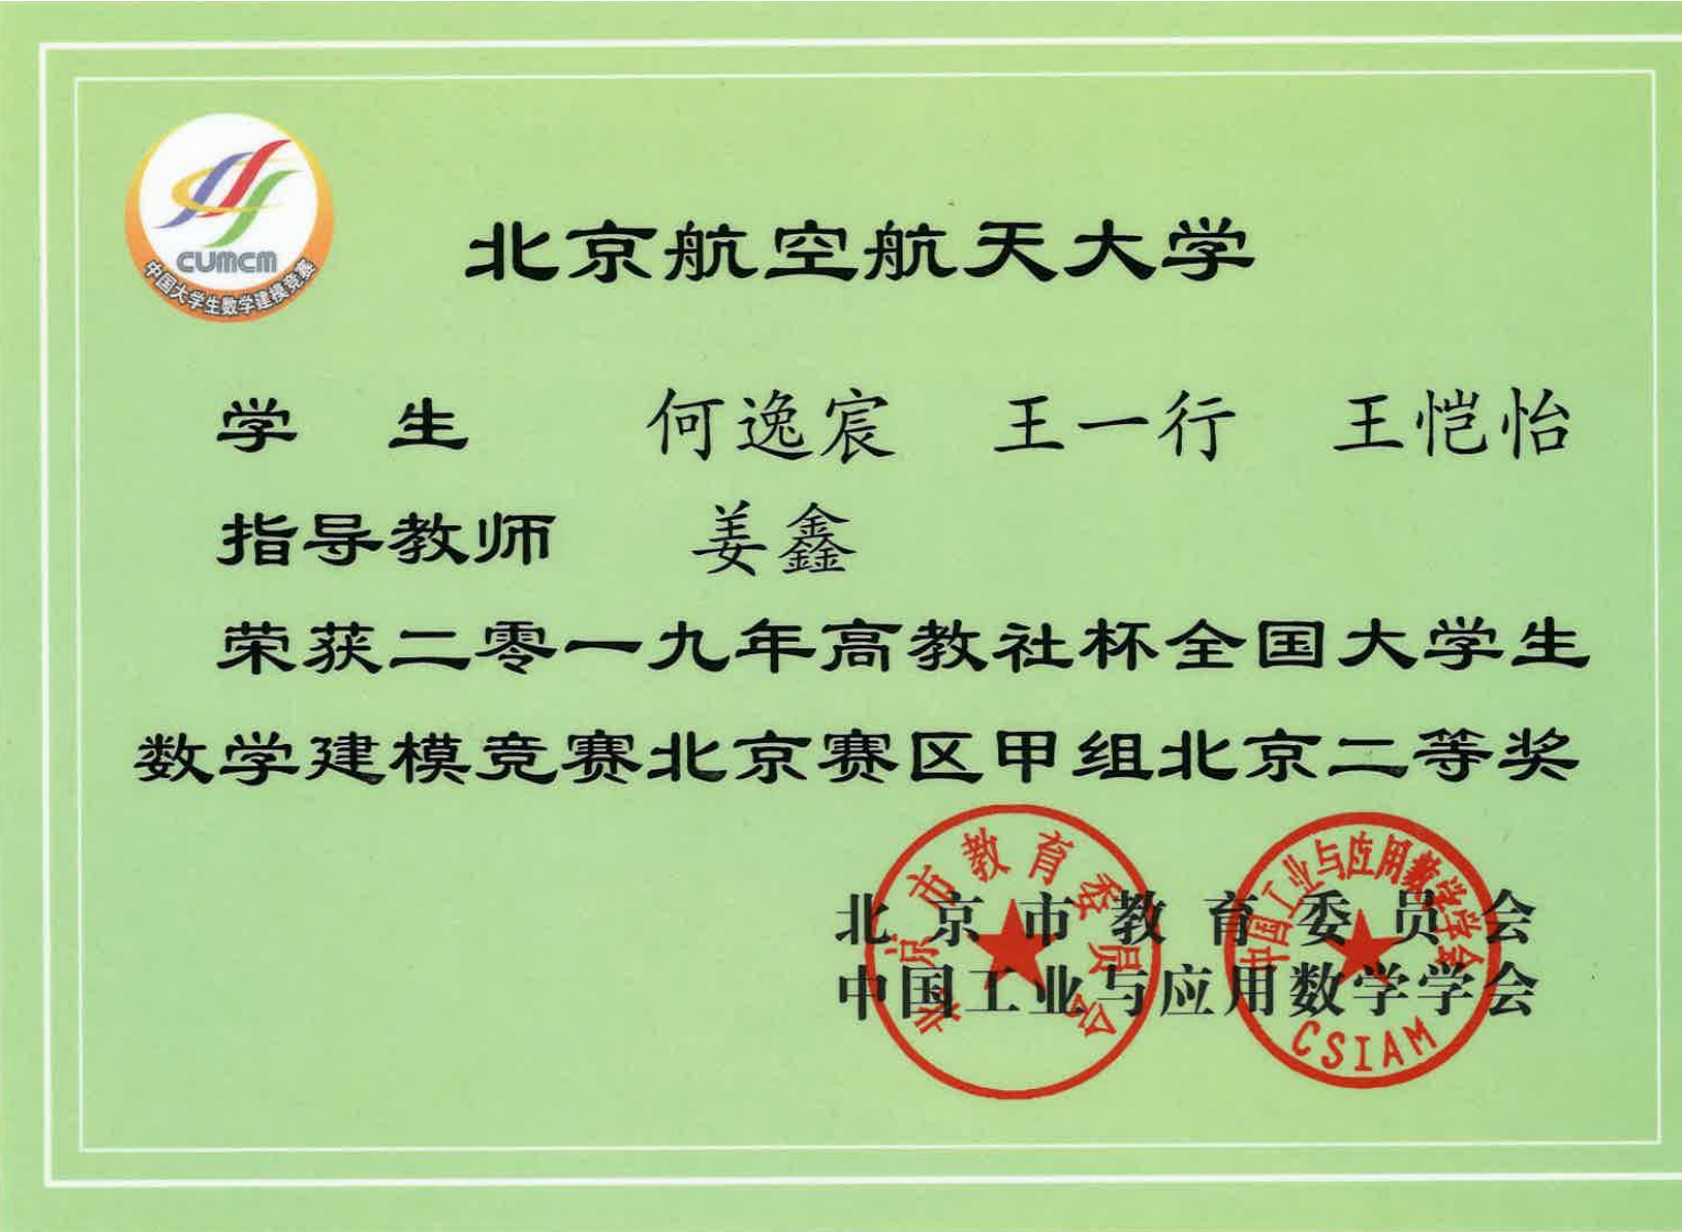 CUMCM
中国大学生数学建模竞赛
北京航空航天大学
学 生 何逸宸 王一行 王恺怡
指导教师 姜鑫
荣获二零一九年高教社杯全国大学生
数学建模竞赛北京赛区甲组北京二等奖
北京市教育委员会
中国工业与应用数学学会
北京市教育委员会
中国工业与应用数学学会
CSIAM